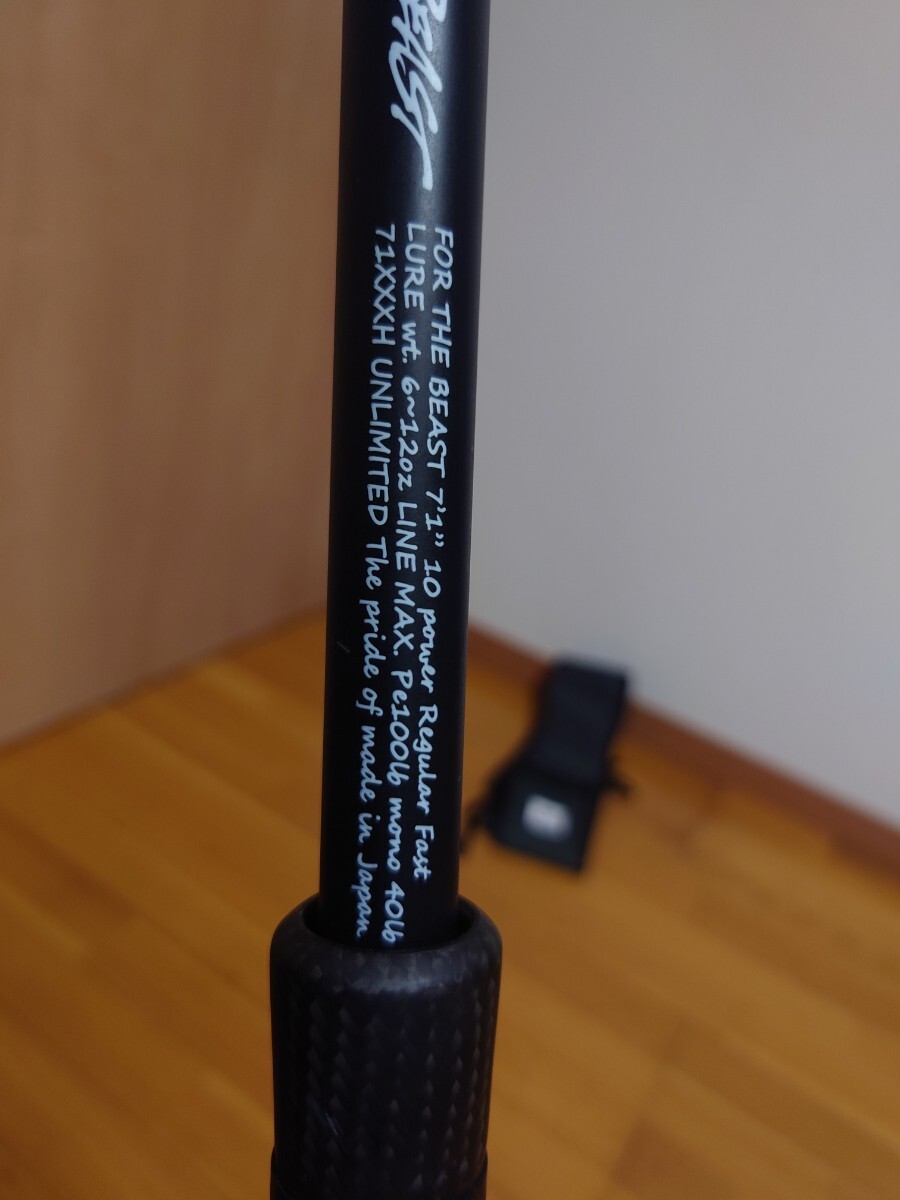 BEAST
FOR THE BEAST 7'1" 10 power Regular Fast
LURE wt. 6~12oz LINE MAX. Pe100lb mono 40lb
71XXXH UNLIMITED The pride of made in Japan